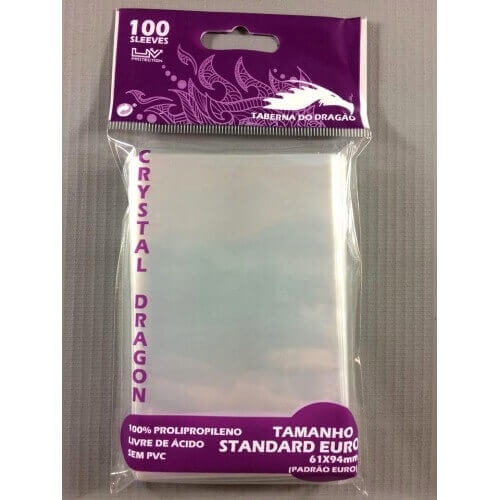 100
SLEEVES
UV
PROTECTION
TABERNA DO DRAGÃO
CRYSTAL DRAGON
100% PROLIPROPILENO
LIVRE DE ÁCIDO
SEM PVC
TAMANHO
STANDARD EURO
61X94mm
(PADRÃO EURO)